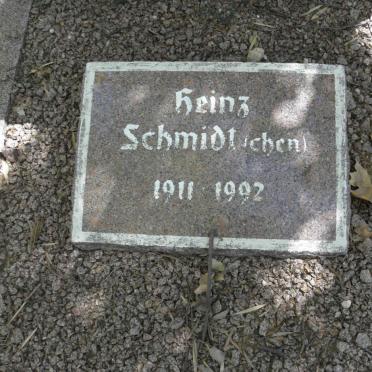 Heinz
Schmidt(chen)
1911 - 1992